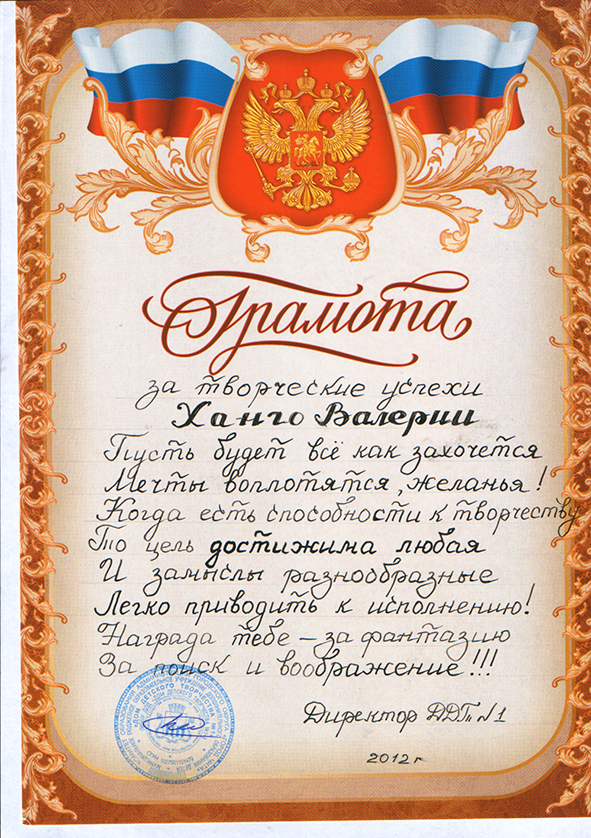 Грамота
за творческие успехи
Ханго Валерии
Пусть будет всё как захочется
Мечты воплотятся, желанья!
Когда есть способности к творчеству
То цель достижима любая
И замыслы разнообразные
Легко приводить к исполнению!
Награда тебе – за фантазию
За поиск и воображение!!!
Директор ДДТ №1
2012 г